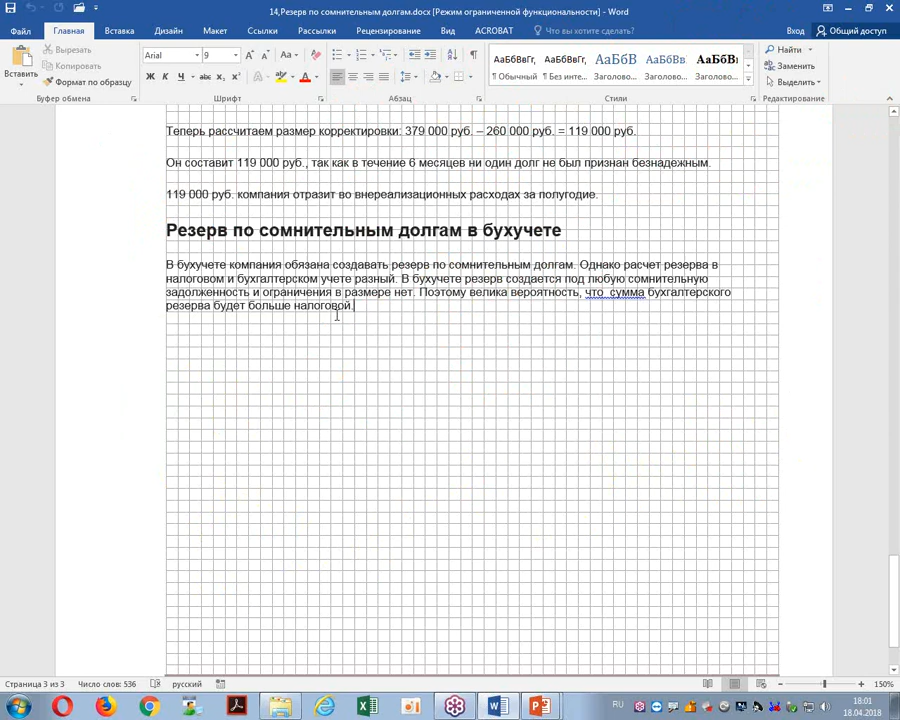 14,Резерв по сомнительным долгам.docx [Режим ограниченной функциональности] - Word
Файл Главная Вставка Дизайн Макет Ссылки Рассылки Рецензирование Вид ACROBAT Что вы хотите сделать? Вход Общий доступ
Вставить
Вырезать
Копировать
Формат по образцу
Буфер обмена
Arial 9
Шрифт
Абзац
АаБбВвГг, АаБбВвГг, АаБбВ АаБбВв АаБбВ АаБбВı
¶ Обычный ¶ Без инте... Заголово... Заголово... Заголово...
Стили
Найти
Заменить
Выделить
Редактирование
Теперь рассчитаем размер корректировки: 379 000 руб. – 260 000 руб. = 119 000 руб.
Он составит 119 000 руб., так как в течение 6 месяцев ни один долг не был признан безнадежным.
119 000 руб. компания отразит во внереализационных расходах за полугодие.
Резерв по сомнительным долгам в бухучете
В бухучете компания обязана создавать резерв по сомнительным долгам. Однако расчет резерва в
налоговом и бухгалтерском учете разный. В бухучете резерв создается под любую сомнительную
задолженность и ограничения в размере нет. Поэтому велика вероятность, что сумма бухгалтерского
резерва будет больше налоговой.
Страница 3 из 3 Число слов: 536 русский 150%
RU 18:01
18.04.2018